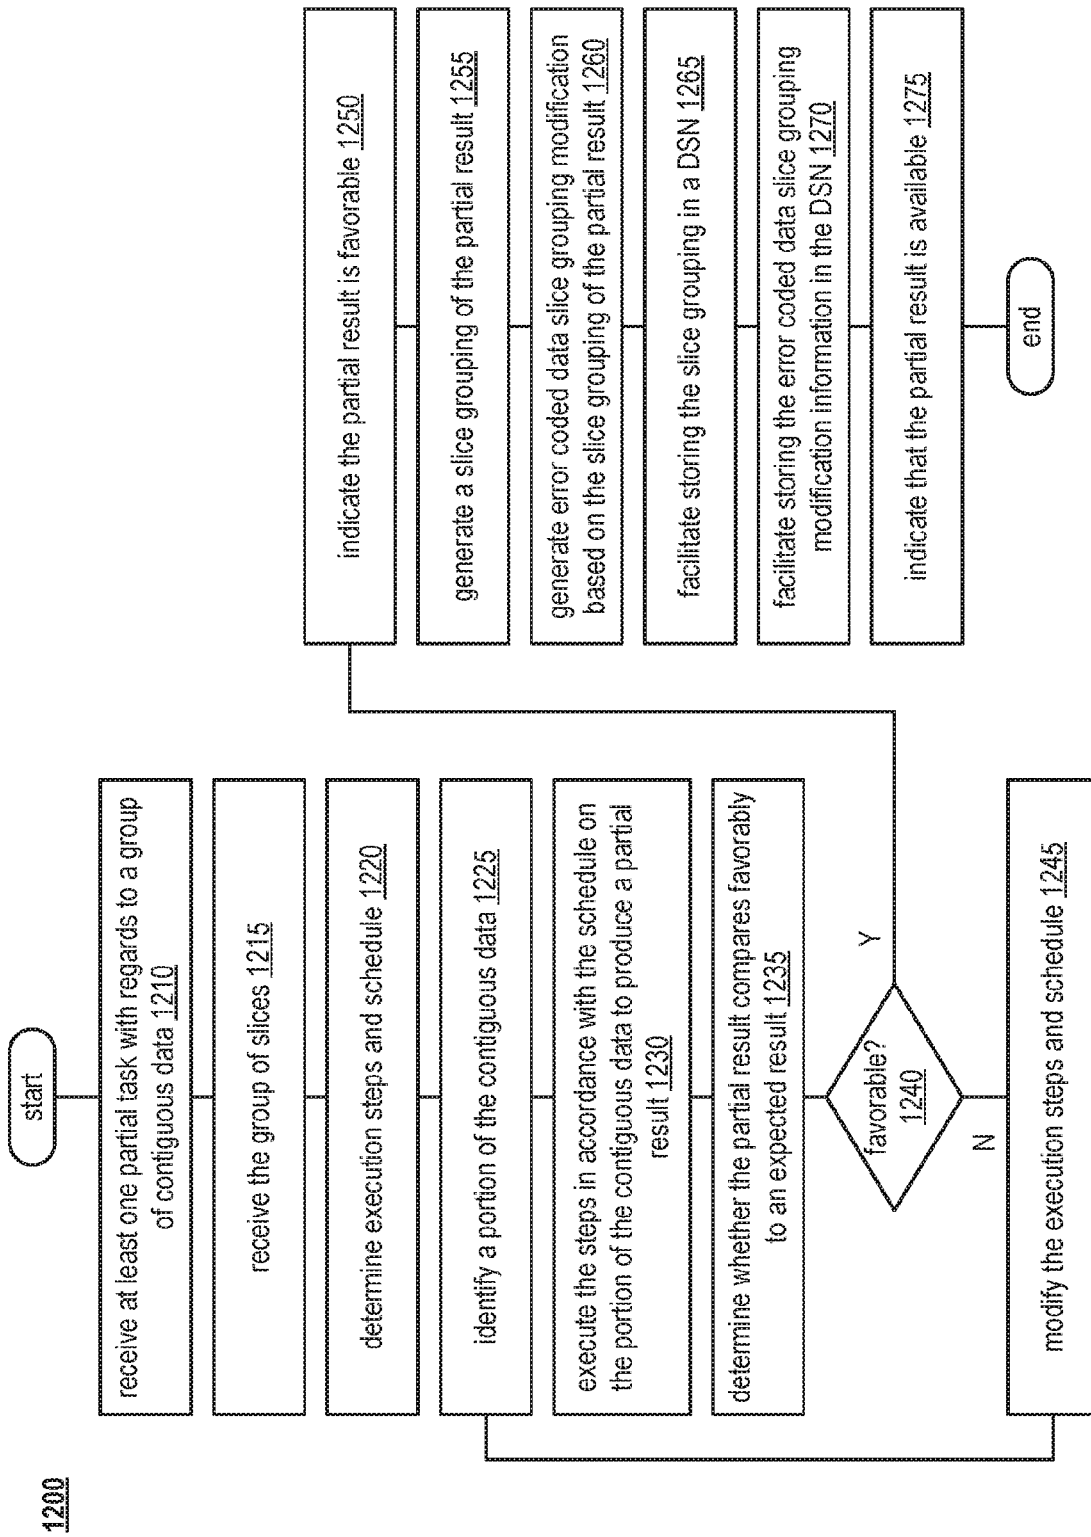 1200
start
receive at least one partial task with regards to a group
of contiguous data 1210
receive the group of slices 1215
determine execution steps and schedule 1220
identify a portion of the contiguous data 1225
execute the steps in accordance with the schedule on
the portion of the contiguous data to produce a partial
result 1230
determine whether the partial result compares favorably
to an expected result 1235
favorable?
1240
Y
N
modify the execution steps and schedule 1245
indicate the partial result is favorable 1250
generate a slice grouping of the partial result 1255
generate error coded data slice grouping modification
based on the slice grouping of the partial result 1260
facilitate storing the slice grouping in a DSN 1265
facilitate storing the error coded data slice grouping
modification information in the DSN 1270
indicate that the partial result is available 1275
end